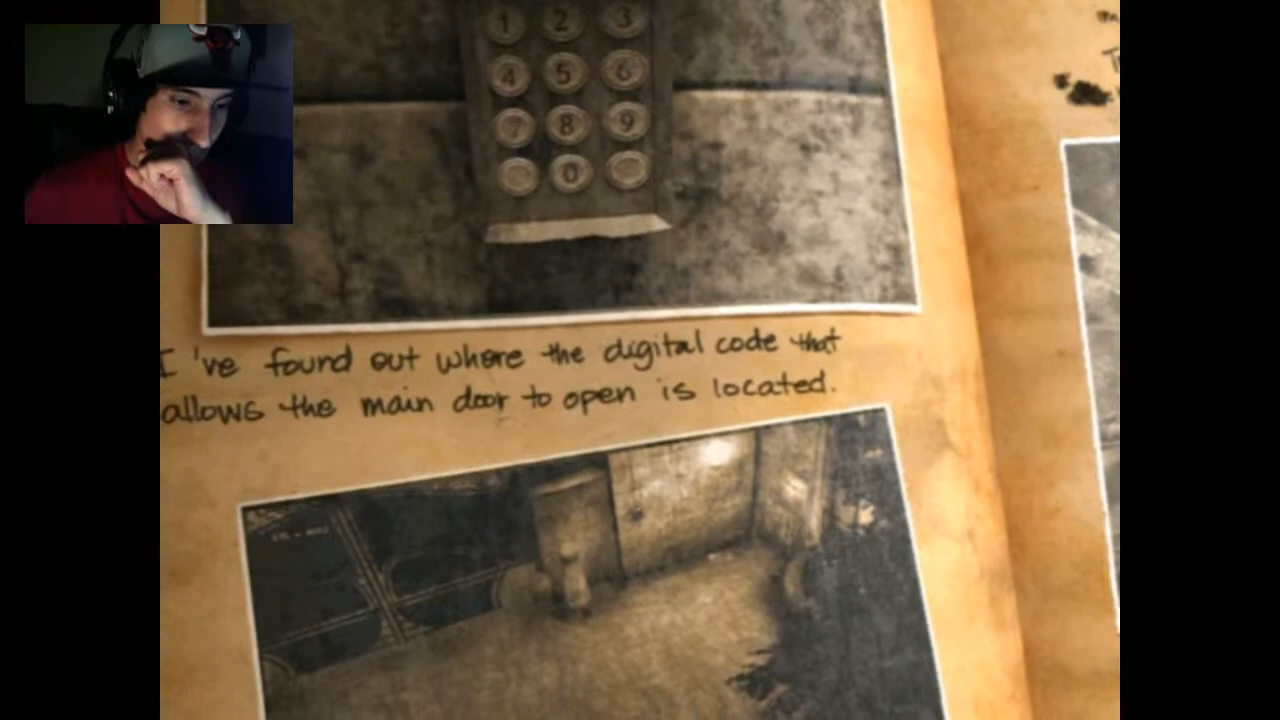 1 2 3
4 5 6
7 8 9
0
I've found out where the digital code that
allows the main door to open is located.